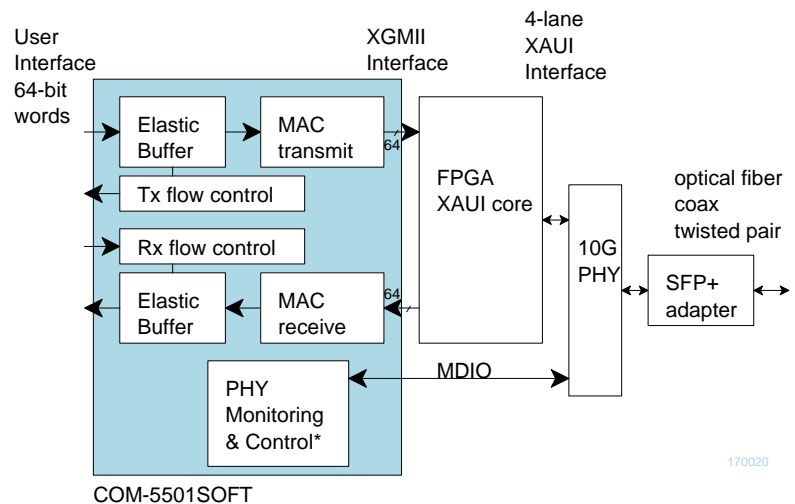 User
Interface
64-bit
words
XGMII
Interface
4-lane
XAUI
Interface
Elastic
Buffer
MAC
transmit
64
Tx flow control
Rx flow control
Elastic
Buffer
MAC
receive
64
FPGA
XAUI core
10G
PHY
optical fiber
coax
twisted pair
SFP+
adapter
MDIO
PHY
Monitoring
& Control*
170020
COM-5501SOFT